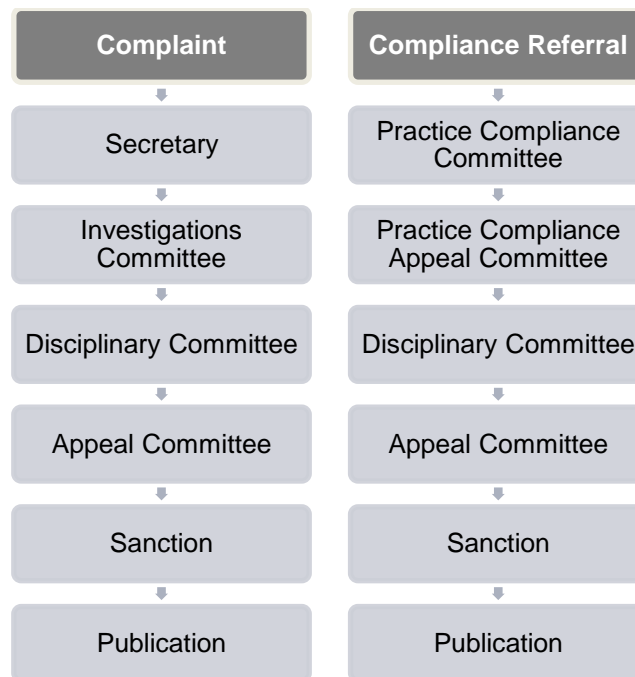 Complaint
Secretary
Investigations
Committee
Disciplinary Committee
Appeal Committee
Sanction
Publication
Compliance Referral
Practice Compliance
Committee
Practice Compliance
Appeal Committee
Disciplinary Committee
Appeal Committee
Sanction
Publication